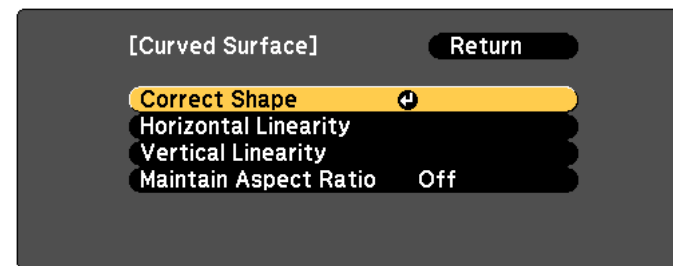 [Curved Surface] Return
Correct Shape
Horizontal Linearity
Vertical Linearity
Maintain Aspect Ratio Off